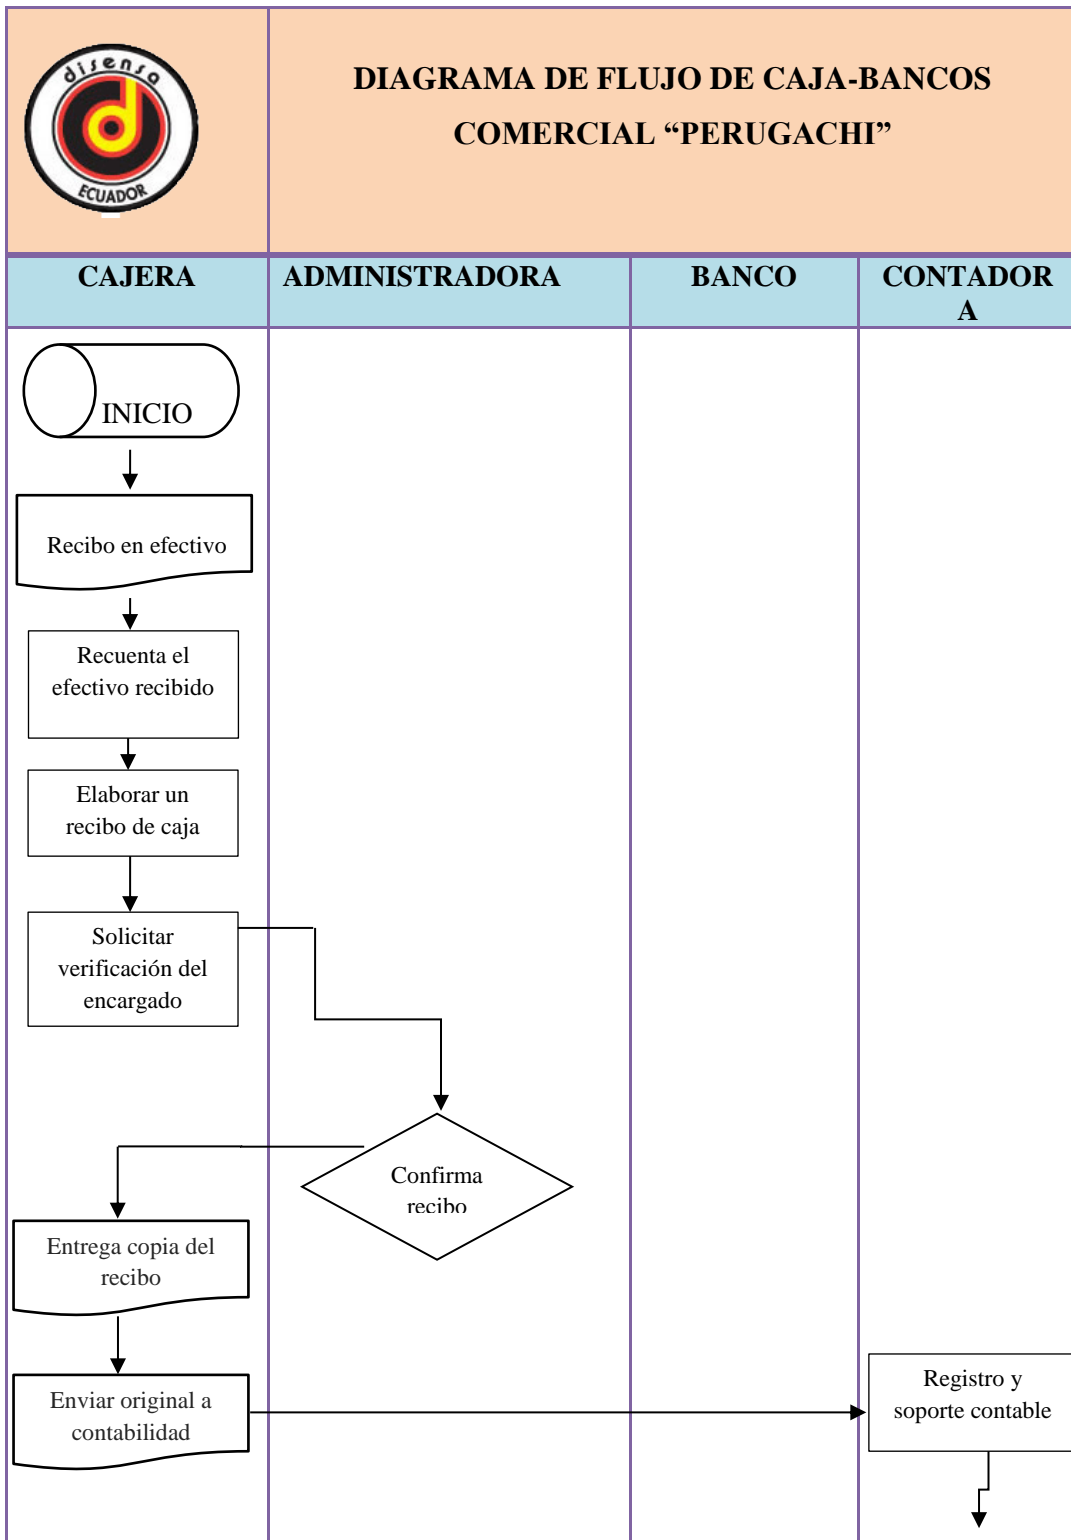 disensa
ECUADOR
DIAGRAMA DE FLUJO DE CAJA-BANCOS
COMERCIAL “PERUGACHI”
CAJERA
ADMINISTRADORA
BANCO
CONTADOR
A
INICIO
Recibo en efectivo
Recuenta el
efectivo recibido
Elaborar un
recibo de caja
Solicitar
verificación del
encargado
Confirma
recibo
Entrega copia del
recibo
Enviar original a
contabilidad
Registro y
soporte contable